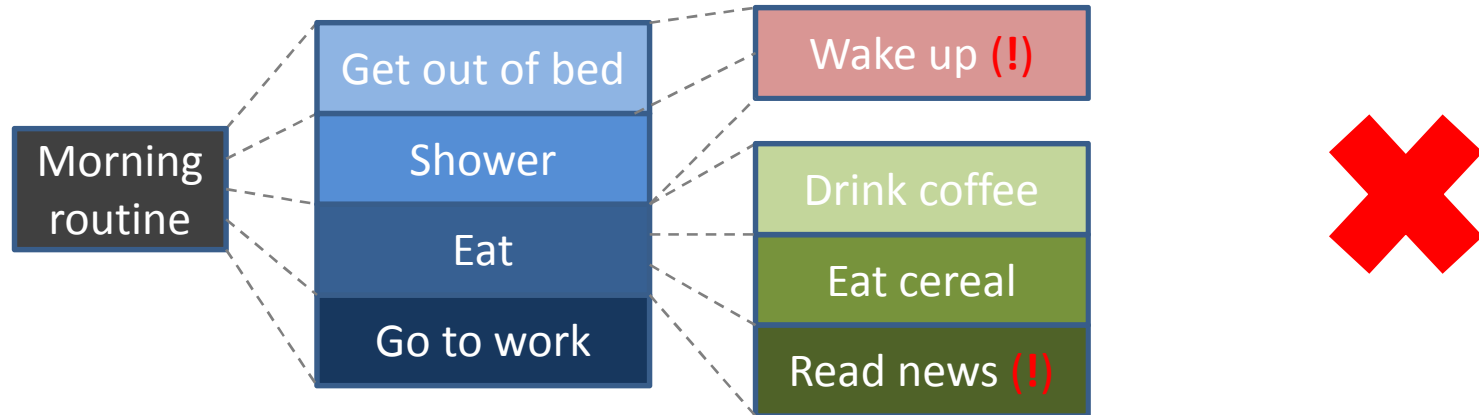 Morning
routine
Get out of bed
Shower
Eat
Go to work
Wake up (!)
Drink coffee
Eat cereal
Read news (!)